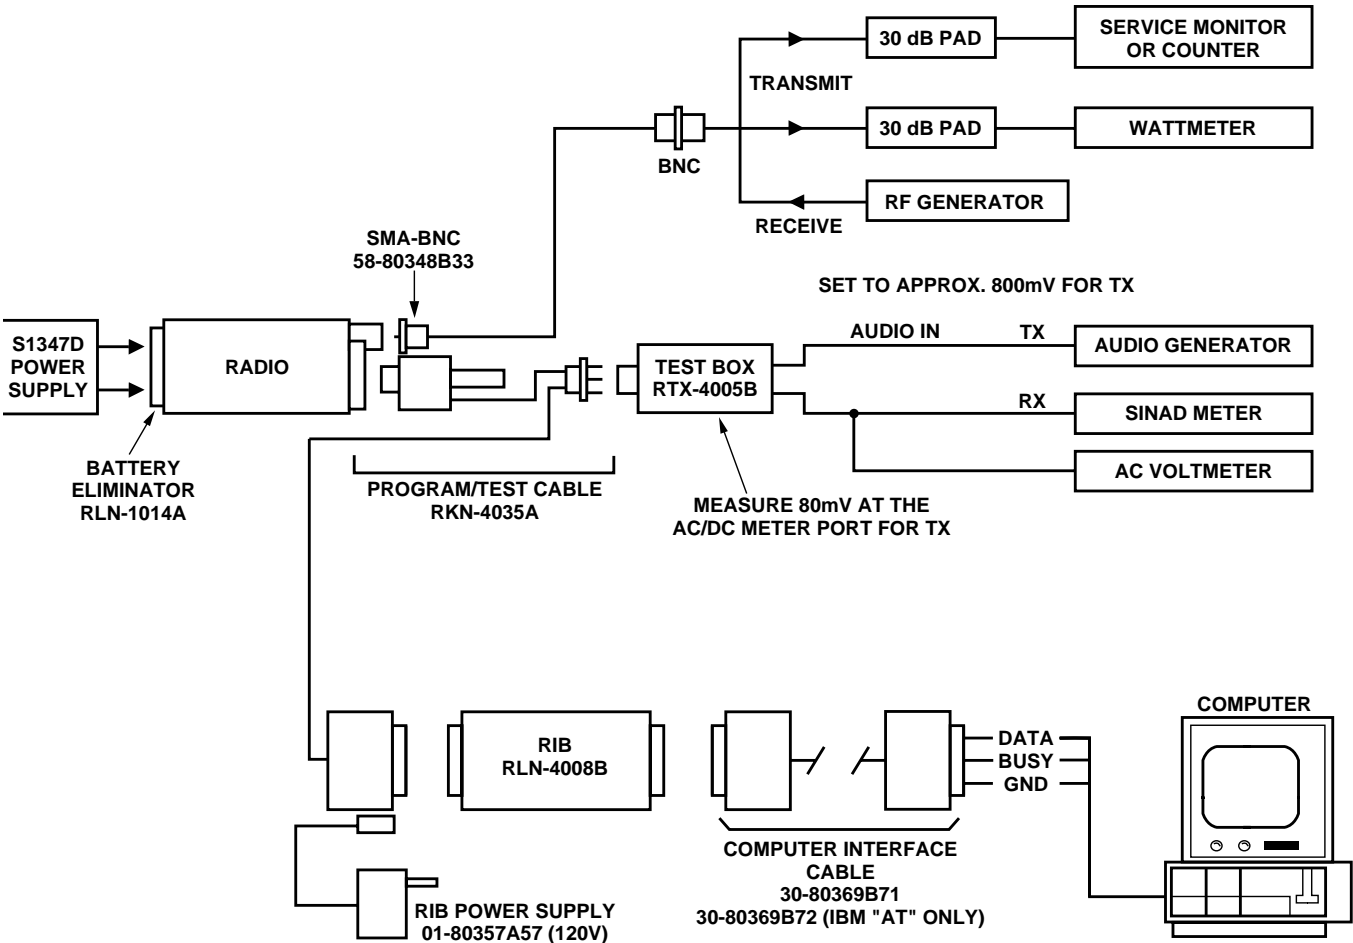 30 dB PAD
SERVICE MONITOR
OR COUNTER
TRANSMIT
30 dB PAD
WATTMETER
BNC
RF GENERATOR
RECEIVE
SMA-BNC
58-80348B33
SET TO APPROX. 800mV FOR TX
S1347D
POWER
SUPPLY
RADIO
TEST BOX
RTX-4005B
AUDIO IN
TX
AUDIO GENERATOR
RX
SINAD METER
BATTERY
ELIMINATOR
RLN-1014A
PROGRAM/TEST CABLE
RKN-4035A
AC VOLTMETER
MEASURE 80mV AT THE
AC/DC METER PORT FOR TX
COMPUTER
RIB
RLN-4008B
DATA
BUSY
GND
COMPUTER INTERFACE
CABLE
30-80369B71
30-80369B72 (IBM "AT" ONLY)
RIB POWER SUPPLY
01-80357A57 (120V)